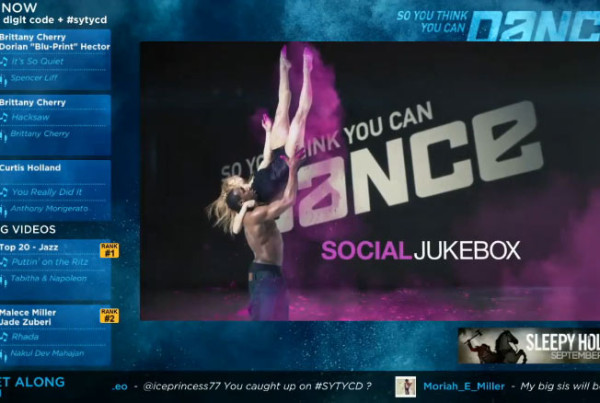 NOW
digit code + #sytycd
Brittany Cherry
Dorian "Blu-Print" Hector
It's So Quiet
Spencer Liff
Brittany Cherry
Hacksaw
Brittany Cherry
Curtis Holland
You Really Did It
Anthony Morigerato
G VIDEOS
Top 20 - Jazz
RANK
#1
Puttin' on the Ritz
Tabitha & Napoleon
Malece Miller
Jade Zuberi
RANK
#2
Rhada
Nakul Dev Mahajan
SO YOU THINK
YOU CAN
DANCE
SO YOU THINK YOU CAN
DANCE
SOCIALJUKEBOX
SLEEPY HOL
SEPTEMBER
ET ALONG
.eo - @iceprincess77 You caught up on #SYTYCD ?
Moriah_E_Miller - My big sis will b